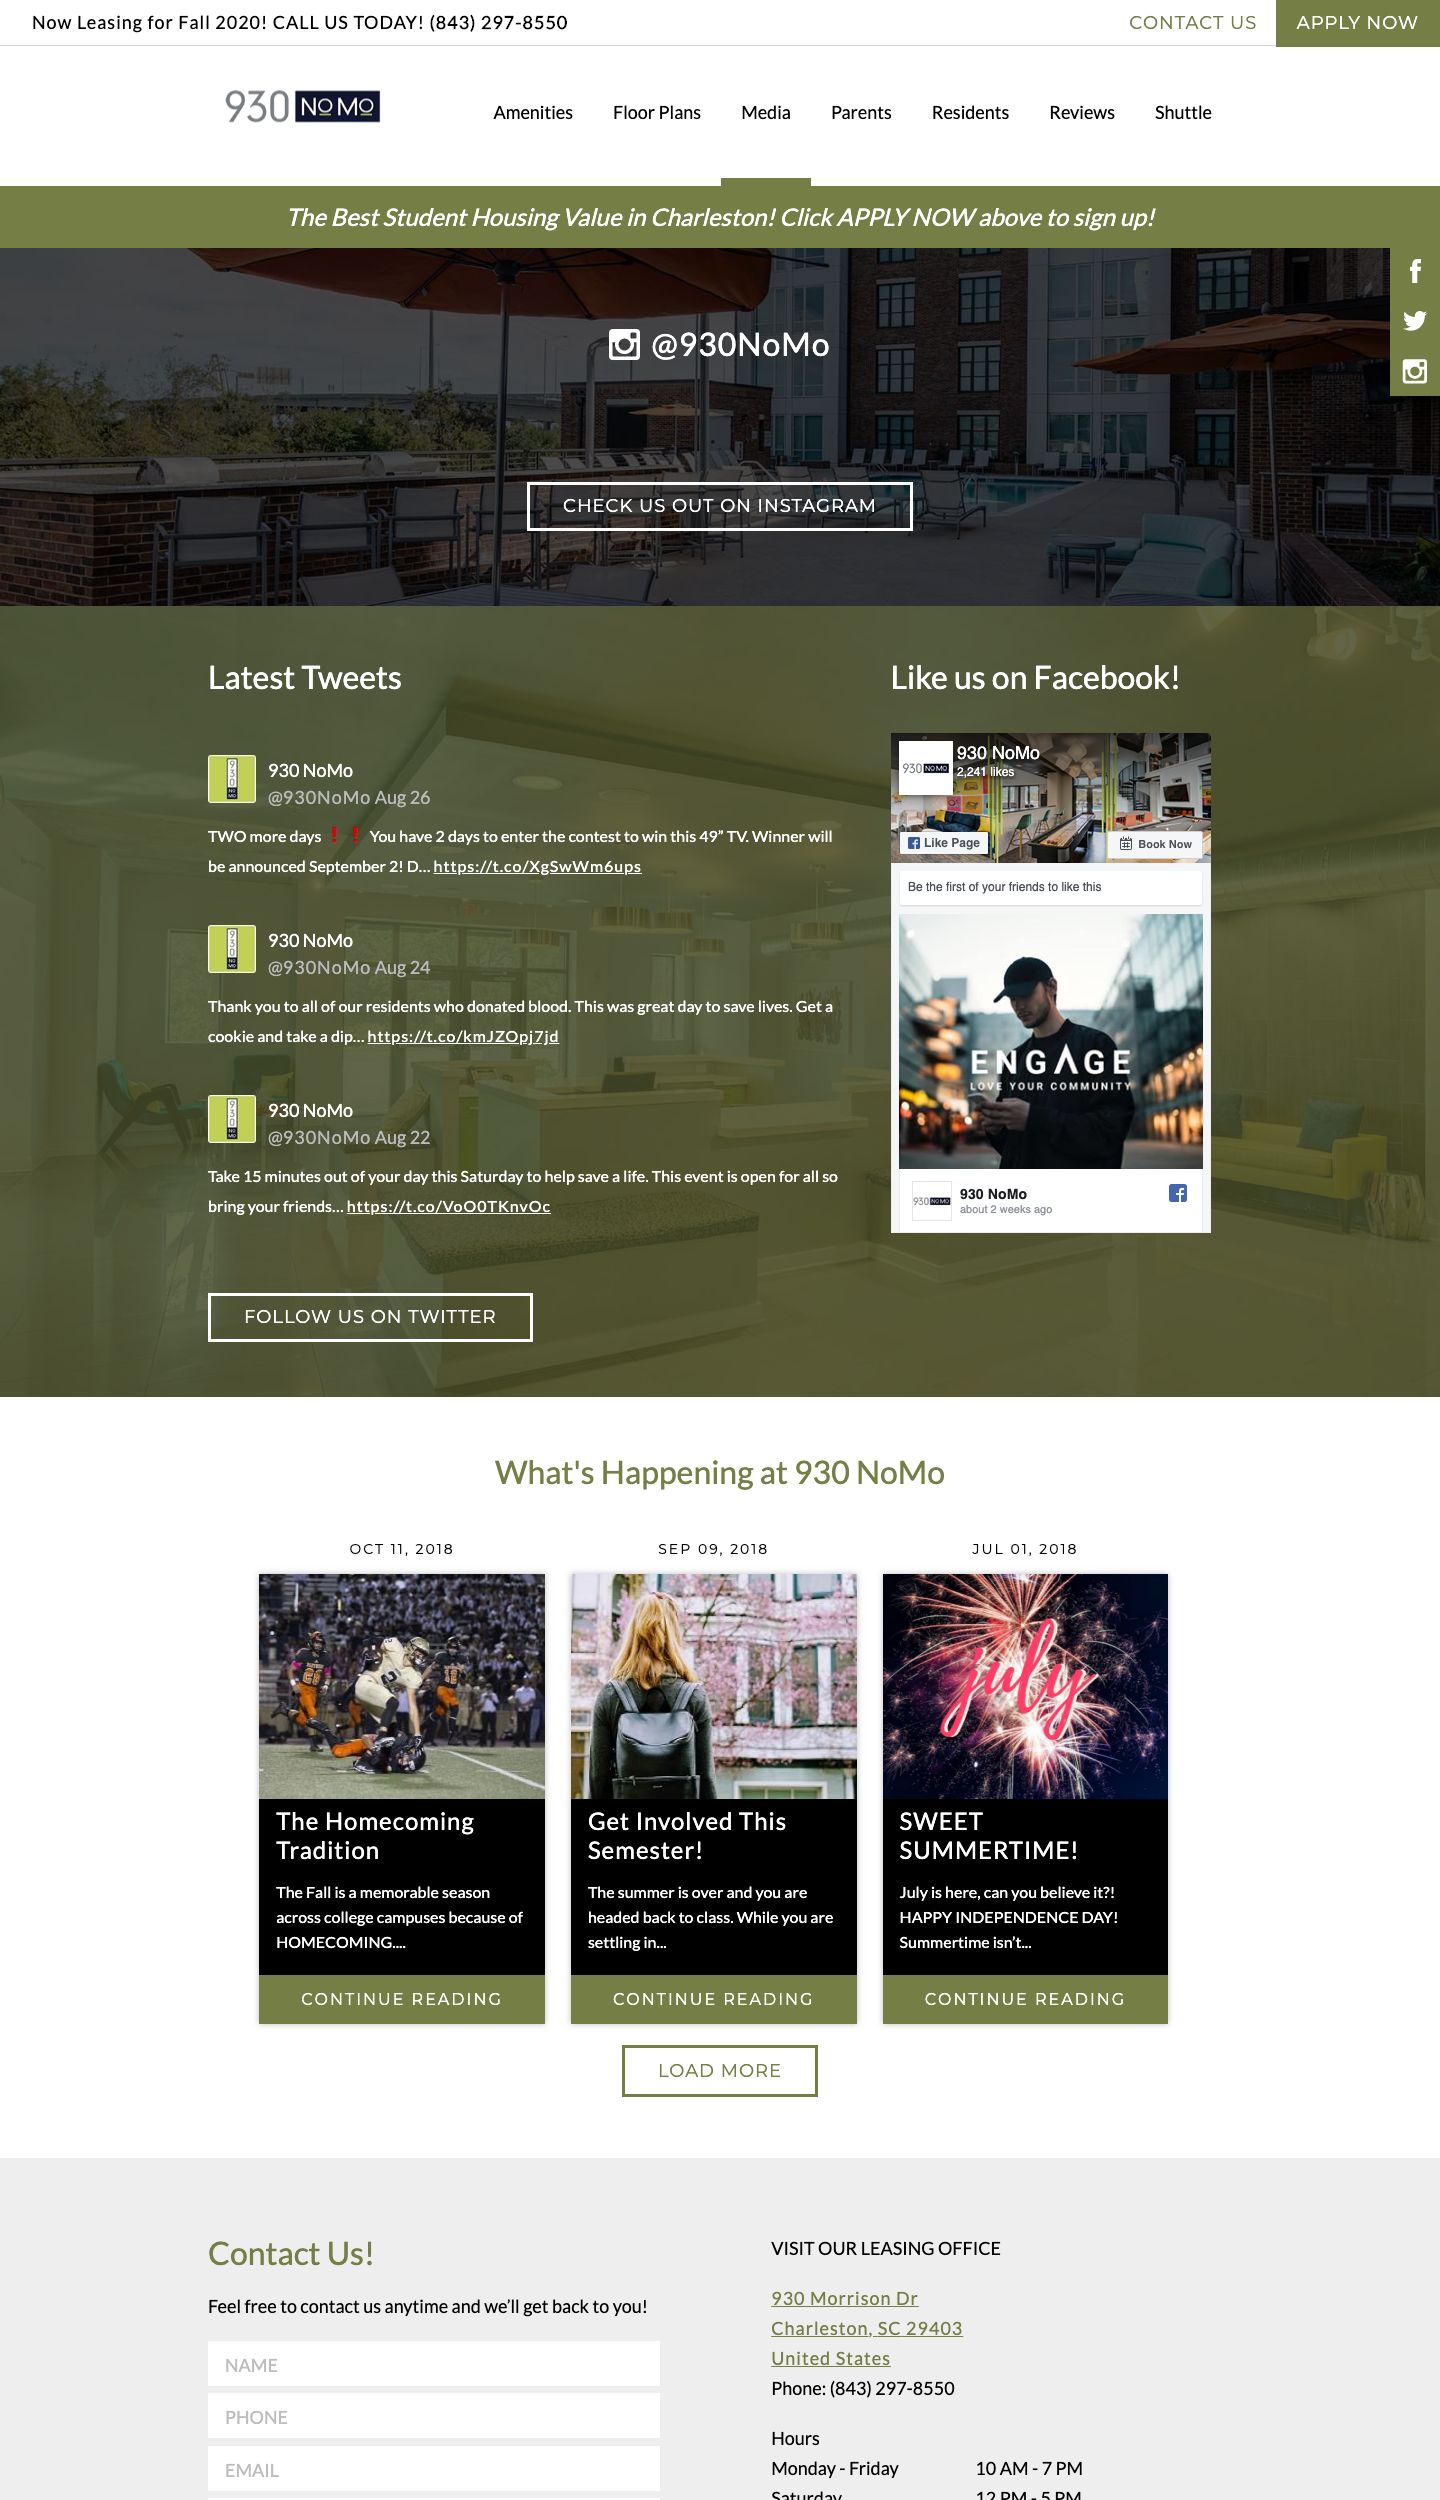 Now Leasing for Fall 2020! CALL US TODAY! (843) 297-8550
CONTACT US
APPLY NOW
930 NOMO
Amenities
Floor Plans
Media
Parents
Residents
Reviews
Shuttle
The Best Student Housing Value in Charleston! Click APPLY NOW above to sign up!
@930NoMo
CHECK US OUT ON INSTAGRAM
Latest Tweets
930 NoMo
@930NoMo Aug 26
TWO more days ❗❗ You have 2 days to enter the contest to win this 49” TV. Winner will
be announced September 2! D… https://t.co/XgSwWm6ups
930 NoMo
@930NoMo Aug 24
Thank you to all of our residents who donated blood. This was great day to save lives. Get a
cookie and take a dip… https://t.co/kmJZOpj7jd
930 NoMo
@930NoMo Aug 22
Take 15 minutes out of your day this Saturday to help save a life. This event is open for all so
bring your friends… https://t.co/VoO0TKnvOc
FOLLOW US ON TWITTER
Like us on Facebook!
930 NOMO
930 NoMo
2,241 likes
Like Page
Book Now
Be the first of your friends to like this
ENGAGE
LOVE YOUR COMMUNITY
930 NOMO
930 NoMo
about 2 weeks ago
What's Happening at 930 NoMo
OCT 11, 2018
The Homecoming
Tradition
The Fall is a memorable season
across college campuses because of
HOMECOMING....
CONTINUE READING
SEP 09, 2018
Get Involved This
Semester!
The summer is over and you are
headed back to class. While you are
settling in...
CONTINUE READING
JUL 01, 2018
july
SWEET
SUMMERTIME!
July is here, can you believe it?!
HAPPY INDEPENDENCE DAY!
Summertime isn’t...
CONTINUE READING
LOAD MORE
Contact Us!
Feel free to contact us anytime and we’ll get back to you!
NAME
PHONE
EMAIL
VISIT OUR LEASING OFFICE
930 Morrison Dr
Charleston, SC 29403
United States
Phone: (843) 297-8550
Hours
Monday - Friday 10 AM - 7 PM
Saturday 12 PM - 5 PM